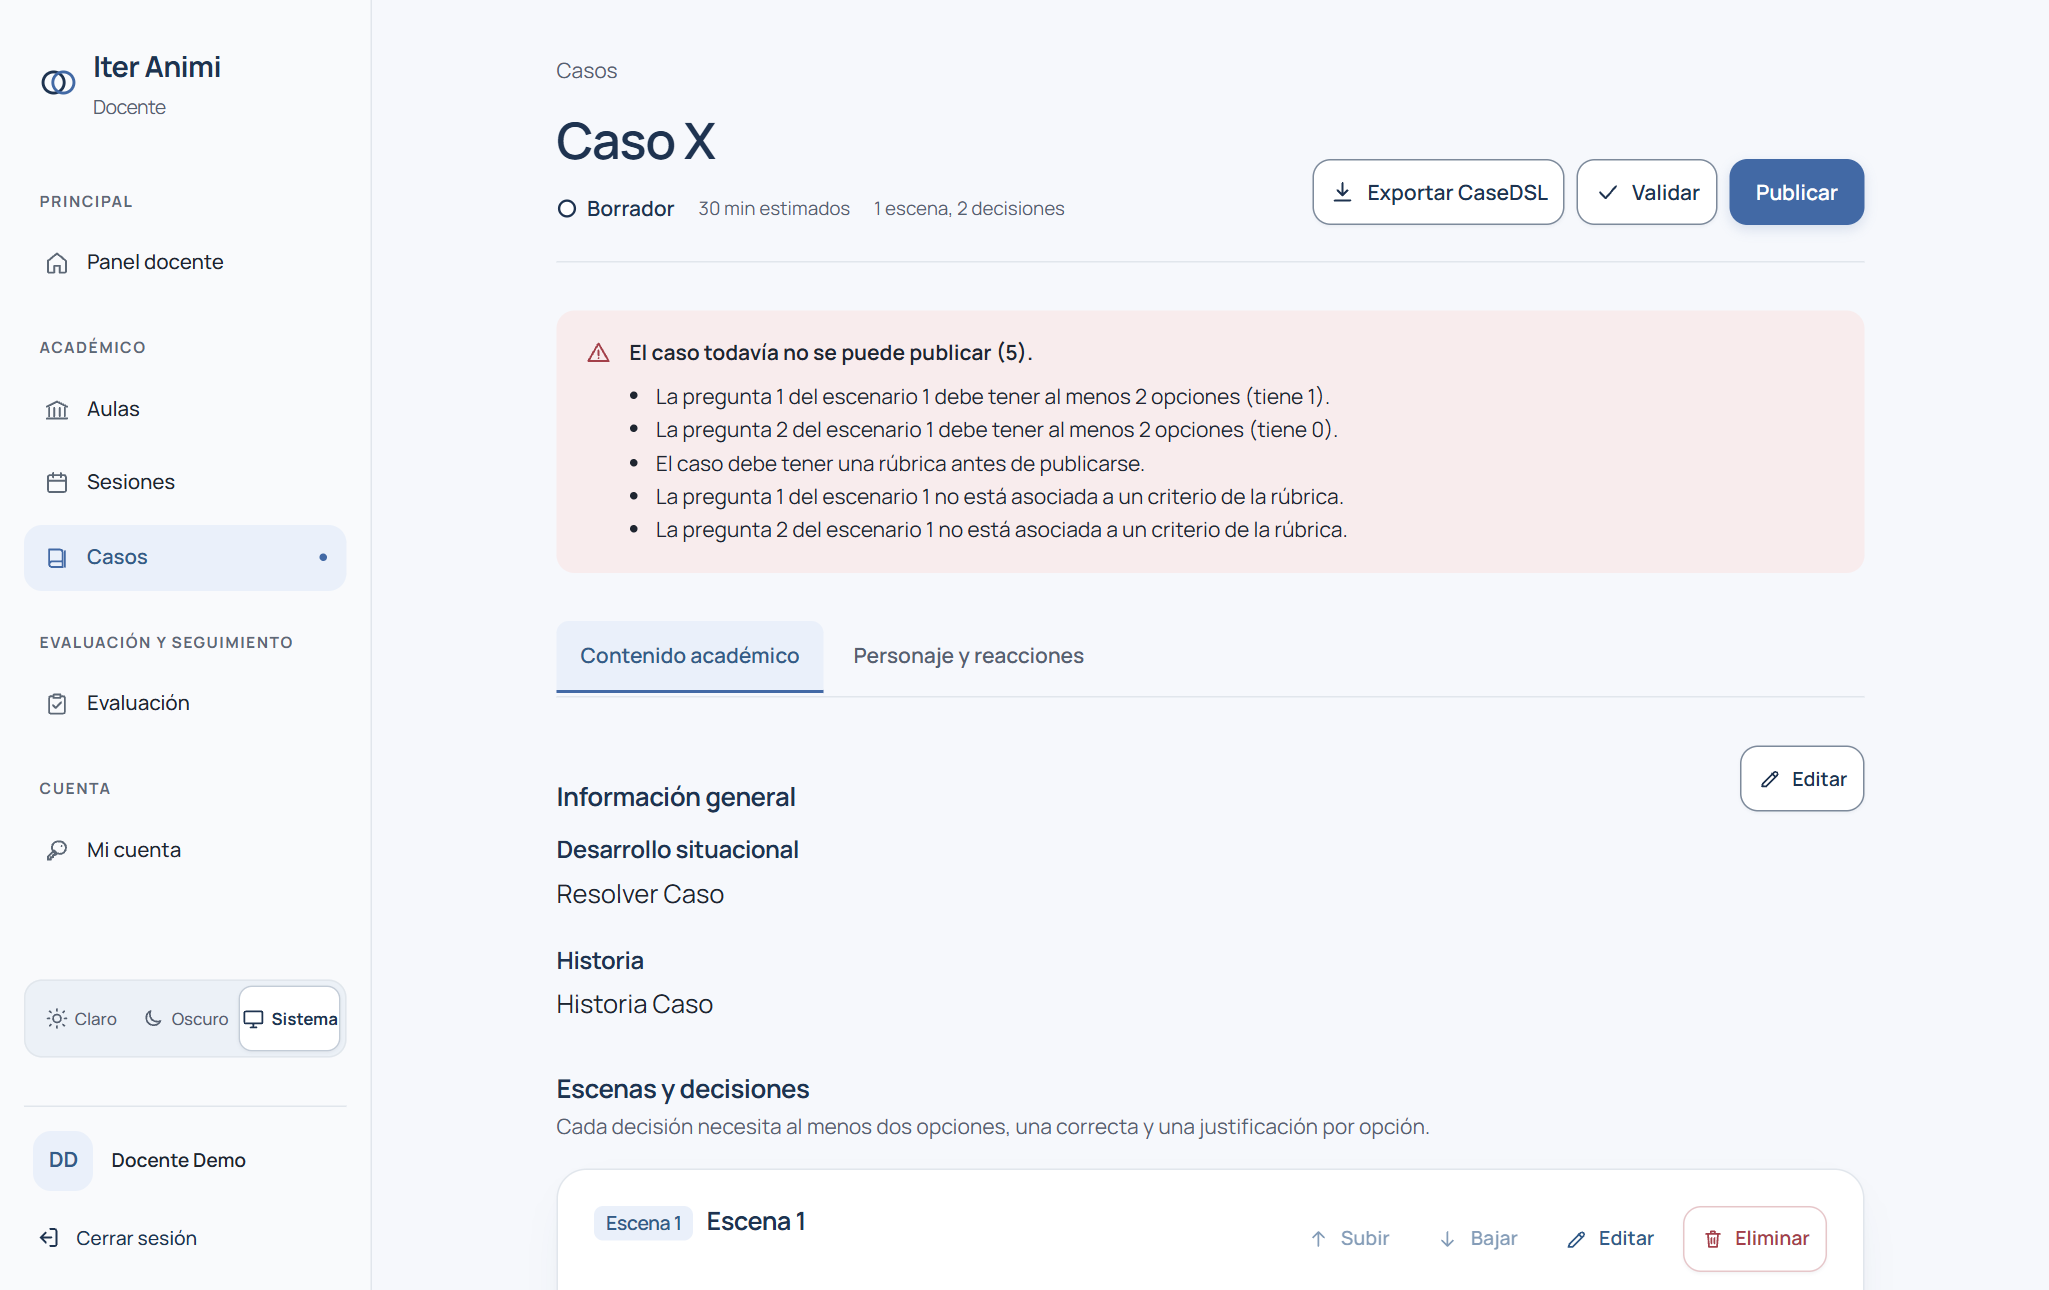 Iter Animi
Docente
PRINCIPAL
Panel docente
ACADÉMICO
Aulas
Sesiones
Casos
EVALUACIÓN Y SEGUIMIENTO
Evaluación
CUENTA
Mi cuenta
Claro
Oscuro
Sistema
DD
Docente Demo
Cerrar sesión
Casos
Caso X
Borrador
30 min estimados
1 escena, 2 decisiones
Exportar CaseDSL
Validar
Publicar
El caso todavía no se puede publicar (5).
La pregunta 1 del escenario 1 debe tener al menos 2 opciones (tiene 1).
La pregunta 2 del escenario 1 debe tener al menos 2 opciones (tiene 0).
El caso debe tener una rúbrica antes de publicarse.
La pregunta 1 del escenario 1 no está asociada a un criterio de la rúbrica.
La pregunta 2 del escenario 1 no está asociada a un criterio de la rúbrica.
Contenido académico
Personaje y reacciones
Editar
Información general
Desarrollo situacional
Resolver Caso
Historia
Historia Caso
Escenas y decisiones
Cada decisión necesita al menos dos opciones, una correcta y una justificación por opción.
Escena 1
Escena 1
Subir
Bajar
Editar
Eliminar